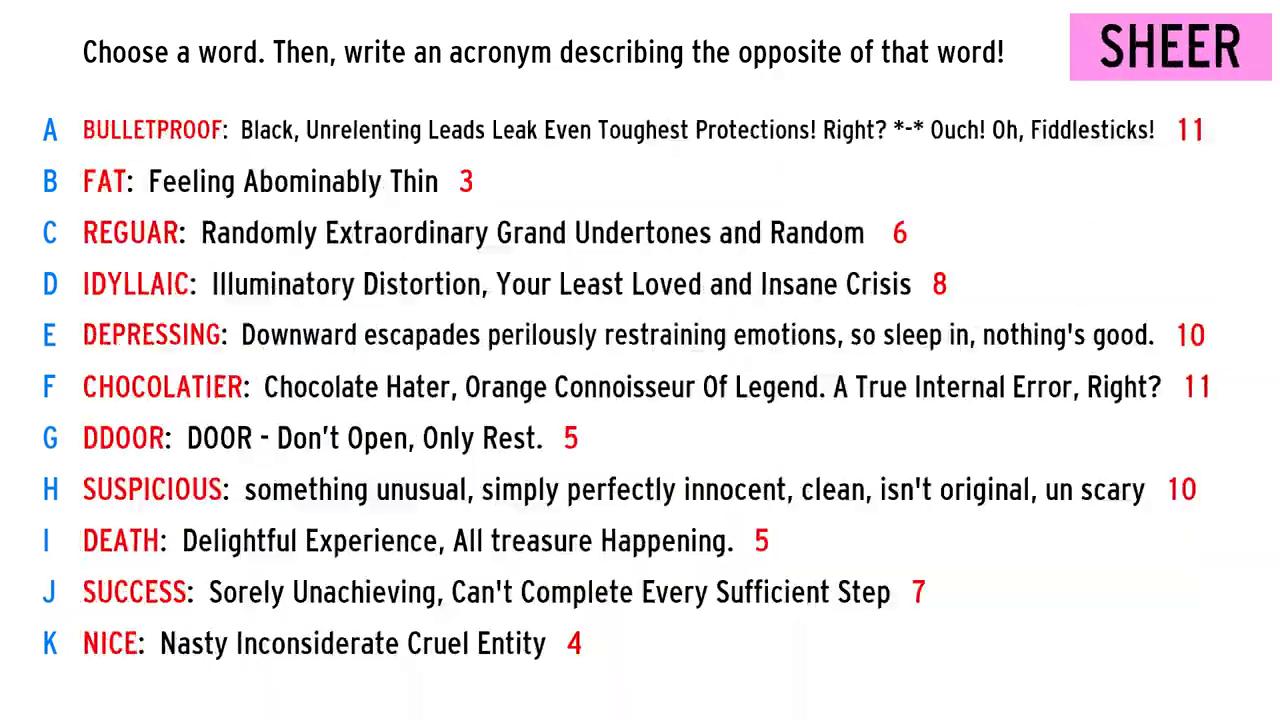 Choose a word. Then, write an acronym describing the opposite of that word!
SHEER
A BULLETPROOF: Black, Unrelenting Leads Leak Even Toughest Protections! Right? *-* Ouch! Oh, Fiddlesticks! 11
B FAT: Feeling Abominably Thin 3
C REGUAR: Randomly Extraordinary Grand Undertones and Random 6
D IDYLLAIC: Illuminatory Distortion, Your Least Loved and Insane Crisis 8
E DEPRESSING: Downward escapades perilously restraining emotions, so sleep in, nothing's good. 10
F CHOCOLATIER: Chocolate Hater, Orange Connoisseur Of Legend. A True Internal Error, Right? 11
G DDOOR: DOOR - Don’t Open, Only Rest. 5
H SUSPICIOUS: something unusual, simply perfectly innocent, clean, isn't original, un scary 10
I DEATH: Delightful Experience, All treasure Happening. 5
J SUCCESS: Sorely Unachieving, Can't Complete Every Sufficient Step 7
K NICE: Nasty Inconsiderate Cruel Entity 4